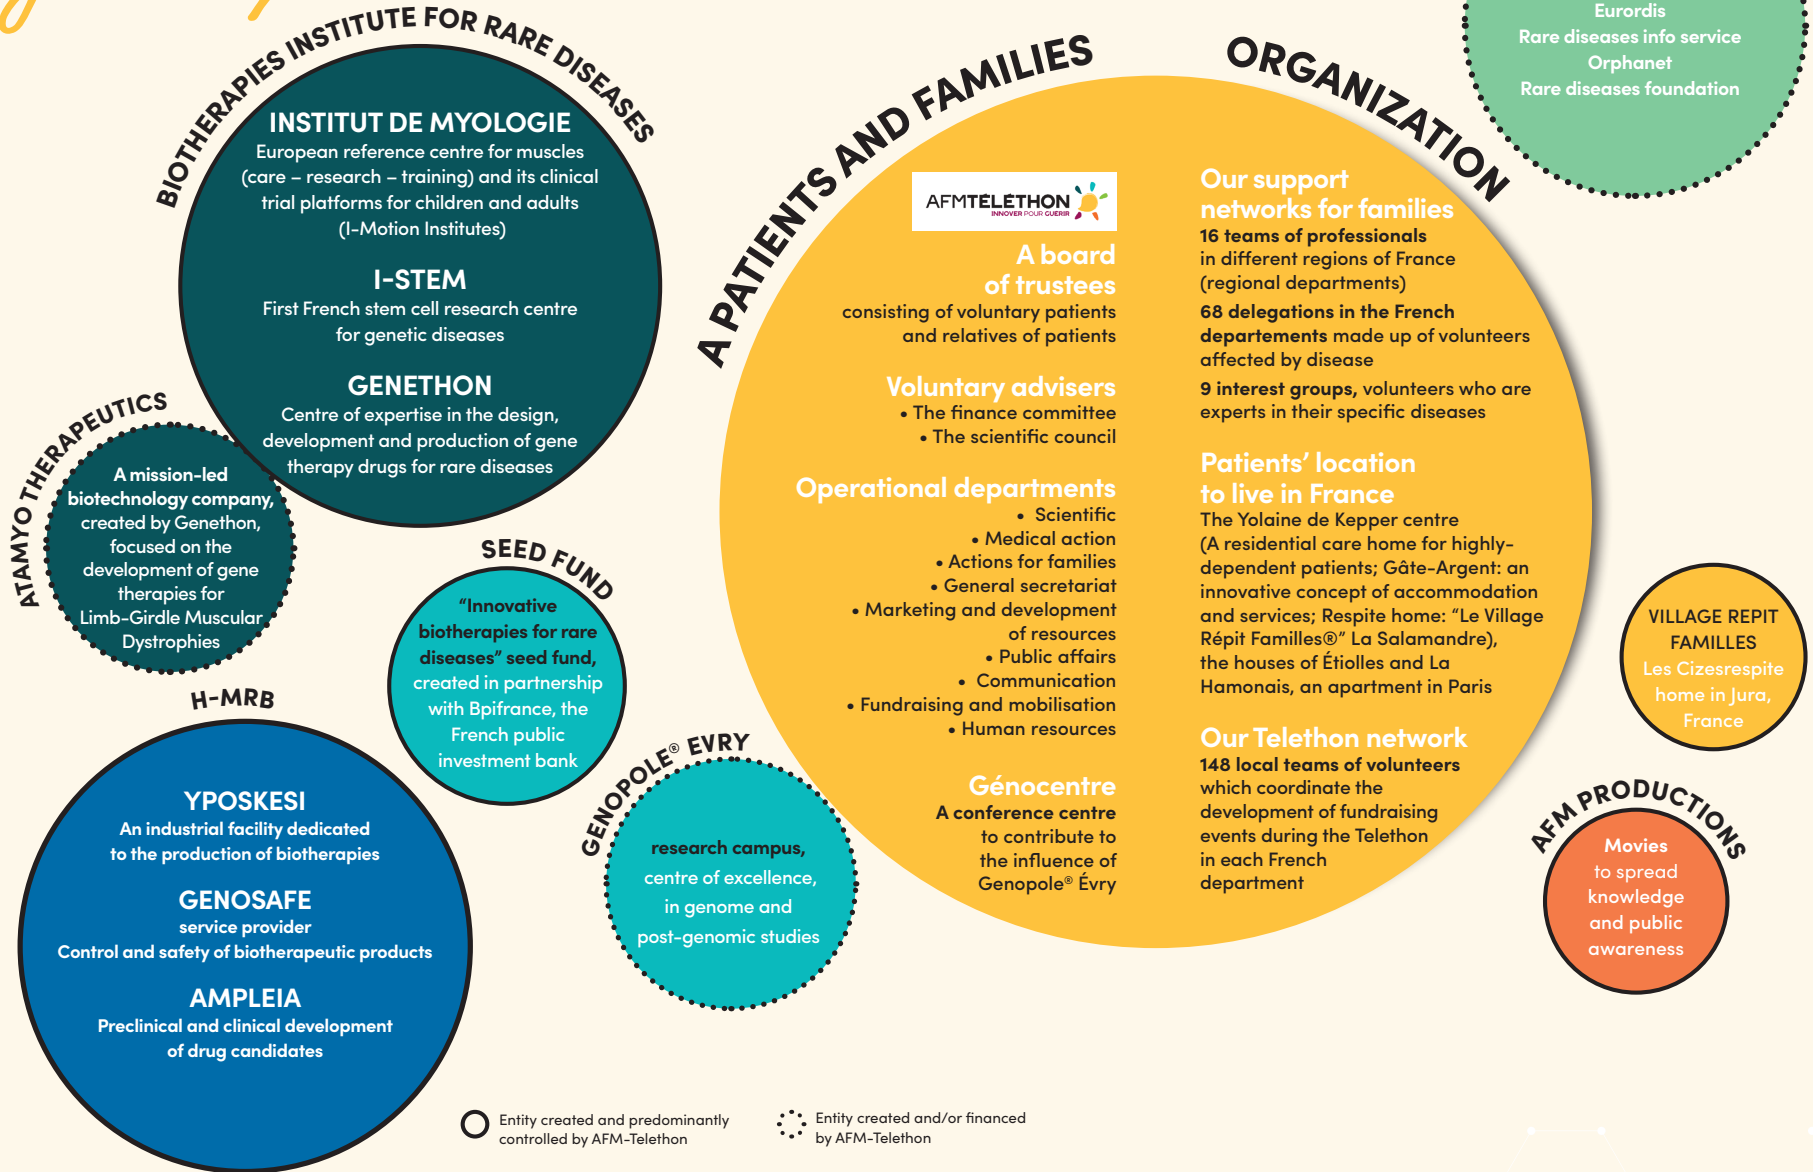 BIOTHERAPIES INSTITUTE FOR RARE DISEASES
INSTITUT DE MYOLOGIE
European reference centre for muscles
(care – research – training) and its clinical
trial platforms for children and adults
(I-Motion Institutes)
I-STEM
First French stem cell research centre
for genetic diseases
GENETHON
Centre of expertise in the design,
development and production of gene
therapy drugs for rare diseases
ATAMYO THERAPEUTICS
A mission-led
biotechnology company,
created by Genethon,
focused on the
development of gene
therapies for
Limb-Girdle Muscular
Dystrophies
SEED FUND
“Innovative
biotherapies for rare
diseases” seed fund,
created in partnership
with Bpifrance, the
French public
investment bank
H-MRB
YPOSKESI
An industrial facility dedicated
to the production of biotherapies
GENOSAFE
service provider
Control and safety of biotherapeutic products
AMPLEIA
Preclinical and clinical development
of drug candidates
GENOPOLE® EVRY
research campus,
centre of excellence,
in genome and
post-genomic studies
A PATIENTS AND FAMILIES ORGANIZATION
AFMTÉLÉTHON
INNOVER POUR GUÉRIR
A board
of trustees
consisting of voluntary patients
and relatives of patients
Voluntary advisers
• The finance committee
• The scientific council
Operational departments
• Scientific
• Medical action
• Actions for families
• General secretariat
• Marketing and development
of resources
• Public affairs
• Communication
• Fundraising and mobilisation
• Human resources
Génocentre
A conference centre
to contribute to
the influence of
Genopole® Évry
Our support
networks for families
16 teams of professionals
in different regions of France
(regional departments)
68 delegations in the French
departements made up of volunteers
affected by disease
9 interest groups, volunteers who are
experts in their specific diseases
Patients’ location
to live in France
The Yolaine de Kepper centre
(A residential care home for highly-
dependent patients; Gâte-Argent: an
innovative concept of accommodation
and services; Respite home: “Le Village
Répit Familles®” La Salamandre),
the houses of Étiolles and La
Hamonais, an apartment in Paris
Our Telethon network
148 local teams of volunteers
which coordinate the
development of fundraising
events during the Telethon
in each French
department
Eurordis
Rare diseases info service
Orphanet
Rare diseases foundation
VILLAGE REPIT
FAMILLES
Les Cizesrespite
home in Jura,
France
AFM PRODUCTIONS
Movies
to spread
knowledge
and public
awareness
Entity created and predominantly
controlled by AFM-Telethon
Entity created and/or financed
by AFM-Telethon